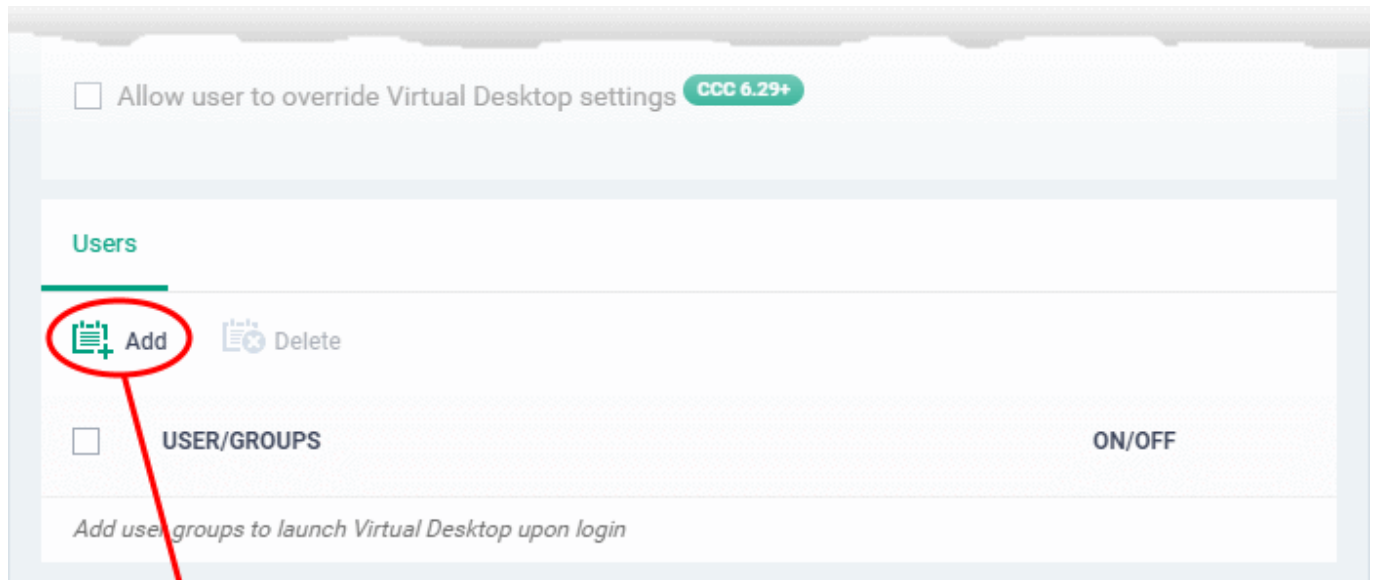 Allow user to override Virtual Desktop settings CCC 6.29+
Users
Add Delete
USER/GROUPS ON/OFF
Add user groups to launch Virtual Desktop upon login